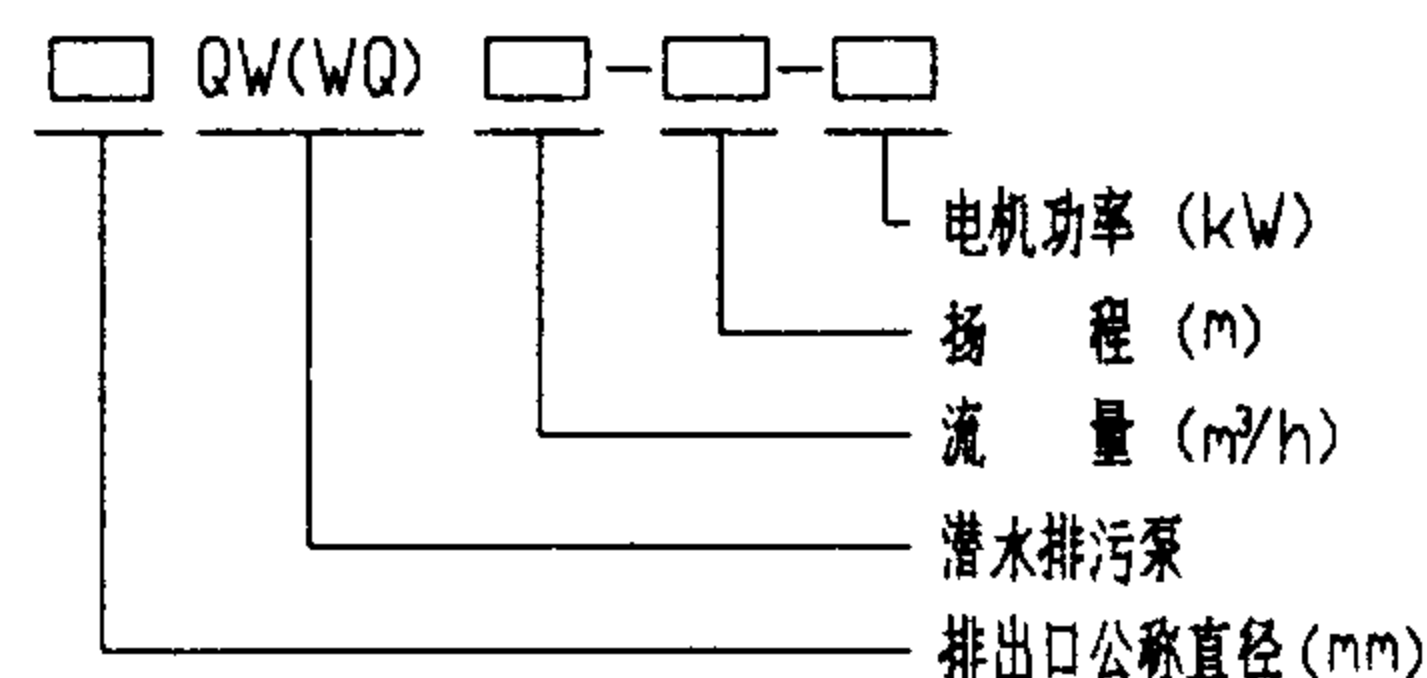 □ QW(WQ) □-□-□
电机功率 (kW)
扬 程 (m)
流 量 (m³/h)
潜水排污泵
排出口公称直径(mm)